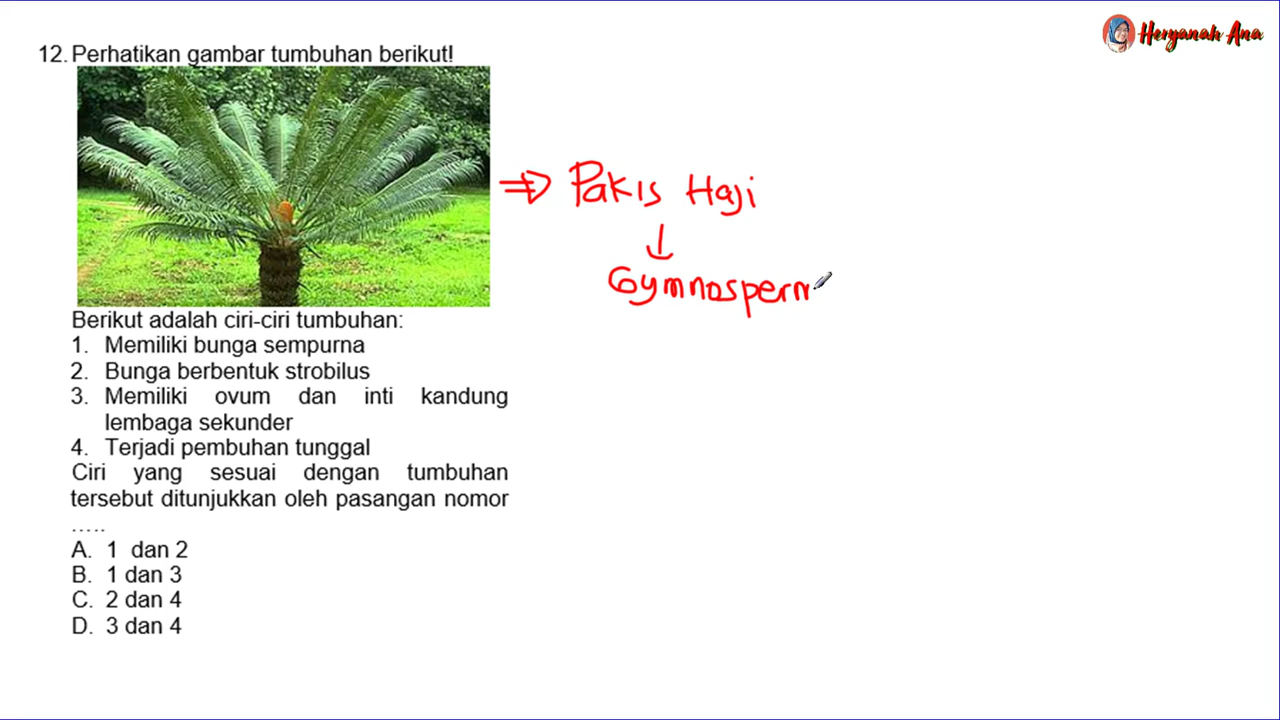 Heryanah Ana
12. Perhatikan gambar tumbuhan berikut!
⇒ Pakis Haji
↓
Gymnosperm
Berikut adalah ciri-ciri tumbuhan:
1. Memiliki bunga sempurna
2. Bunga berbentuk strobilus
3. Memiliki ovum dan inti kandung
lembaga sekunder
4. Terjadi pembuhan tunggal
Ciri yang sesuai dengan tumbuhan
tersebut ditunjukkan oleh pasangan nomor
.....
A. 1 dan 2
B. 1 dan 3
C. 2 dan 4
D. 3 dan 4